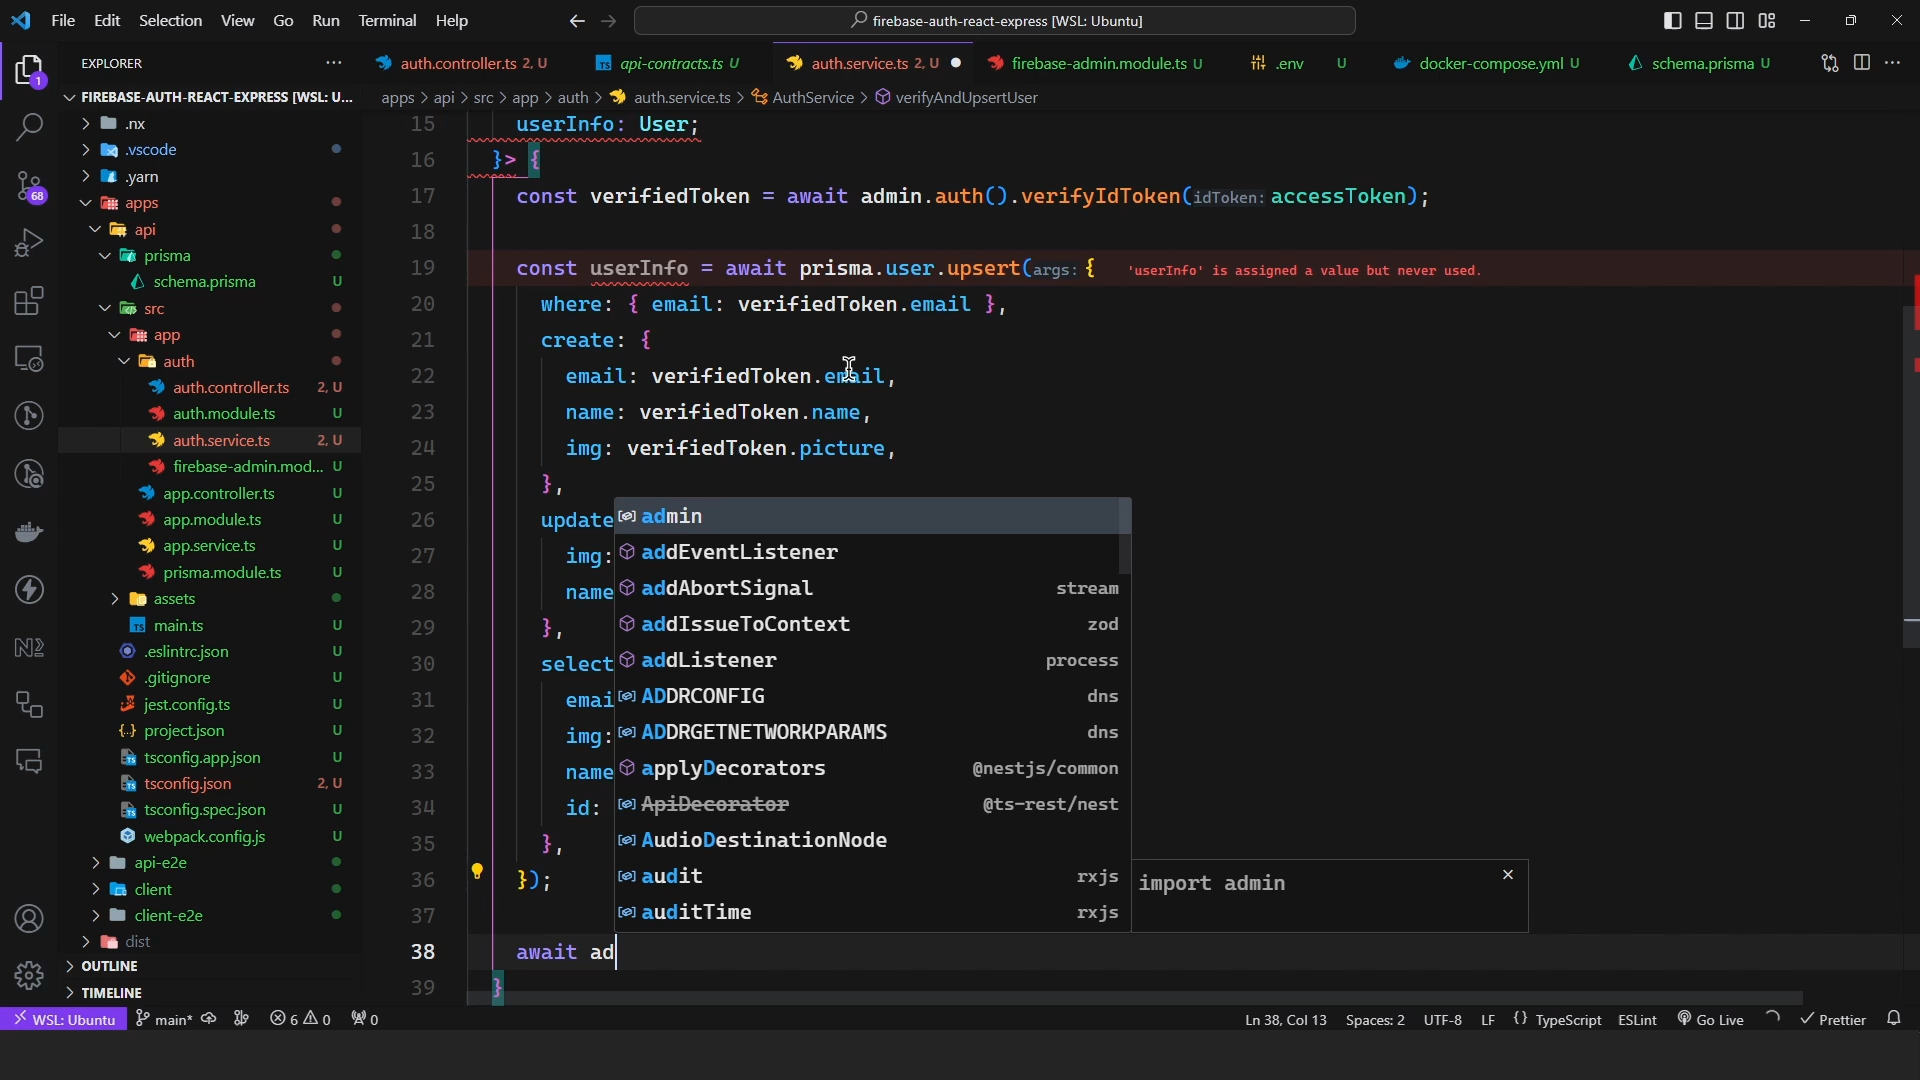 File Edit Selection View Go Run Terminal Help
firebase-auth-react-express [WSL: Ubuntu]
EXPLORER
auth.controller.ts 2, U
api-contracts.ts U
auth.service.ts 2, U
firebase-admin.module.ts U
.env U
docker-compose.yml U
schema.prisma U
1
FIREBASE-AUTH-REACT-EXPRESS [WSL: U...
apps > api > src > app > auth > auth.service.ts > AuthService > verifyAndUpsertUser
.nx
.vscode
.yarn
68
apps
api
prisma
schema.prisma U
src
app
auth
auth.controller.ts 2, U
auth.module.ts U
auth.service.ts 2, U
firebase-admin.mod... U
app.controller.ts U
app.module.ts U
app.service.ts U
prisma.module.ts U
assets
main.ts U
.eslintrc.json U
.gitignore U
jest.config.ts U
project.json U
tsconfig.app.json U
tsconfig.json 2, U
tsconfig.spec.json U
webpack.config.js U
api-e2e
client
client-e2e
dist
OUTLINE
TIMELINE
15 userInfo: User;
16 }> {
17 const verifiedToken = await admin.auth().verifyIdToken(idToken: accessToken);
18
19 const userInfo = await prisma.user.upsert(args: { 'userInfo' is assigned a value but never used.
20 where: { email: verifiedToken.email },
21 create: {
22 email: verifiedToken.email,
23 name: verifiedToken.name,
24 img: verifiedToken.picture,
25 },
26 update
27 img:
28 name
29 },
30 select
31 emai
32 img:
33 name
34 id:
35 },
36 });
37
38 await ad
39 }
admin
addEventListener
addAbortSignal stream
addIssueToContext zod
addListener process
ADDRCONFIG dns
ADDRGETNETWORKPARAMS dns
applyDecorators @nestjs/common
ApiDecorator @ts-rest/nest
AudioDestinationNode
audit rxjs
auditTime rxjs
import admin
WSL: Ubuntu main* 6 0 0 Ln 38, Col 13 Spaces: 2 UTF-8 LF {} TypeScript ESLint Go Live Prettier